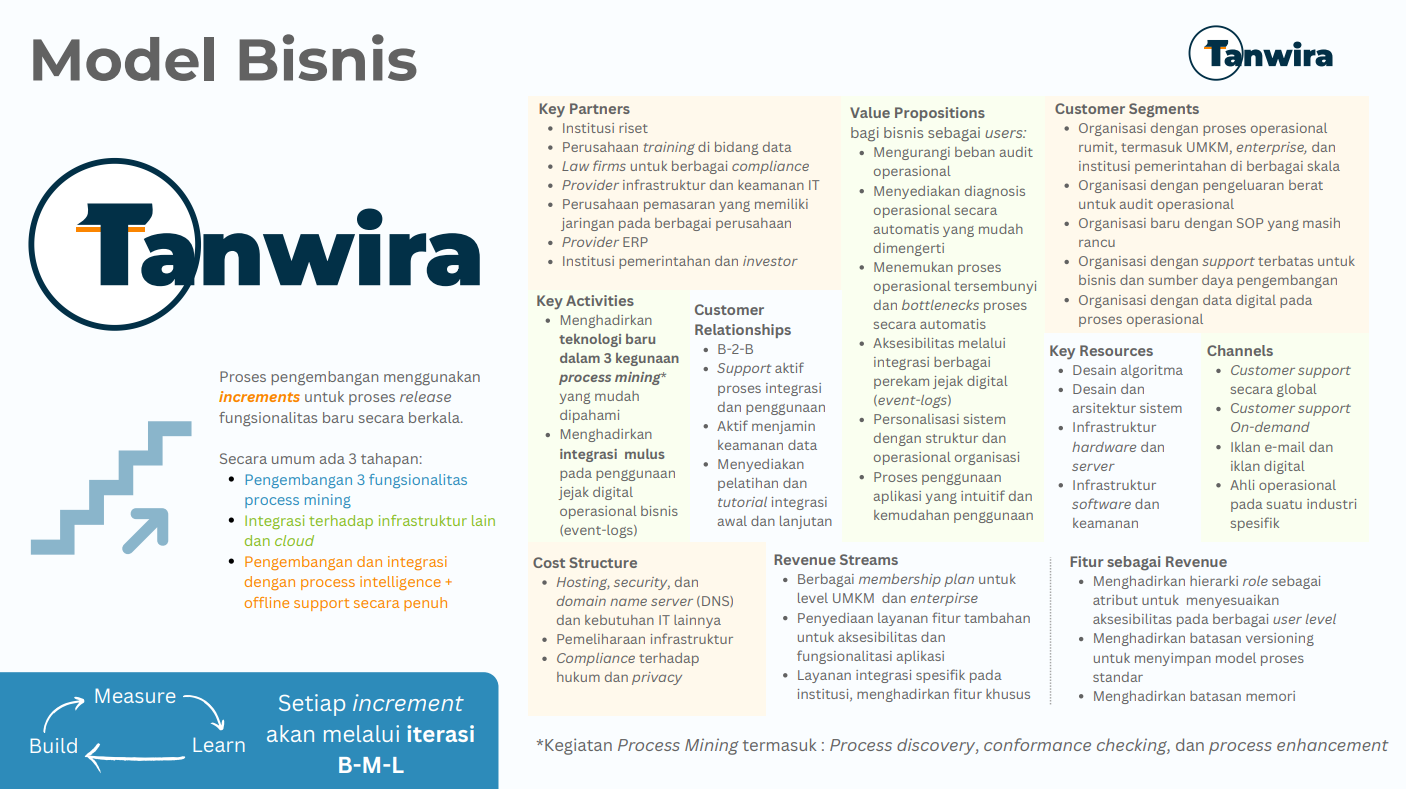 Model Bisnis
Tanwira
Tanwira
Proses pengembangan menggunakan
increments untuk proses release
fungsionalitas baru secara berkala.
Secara umum ada 3 tahapan:
• Pengembangan 3 fungsionalitas
process mining
• Integrasi terhadap infrastruktur lain
dan cloud
• Pengembangan dan integrasi
dengan process intelligence +
offline support secara penuh
Measure
Build
Learn
Setiap increment
akan melalui iterasi
B-M-L
Key Partners
• Institusi riset
• Perusahaan training di bidang data
• Law firms untuk berbagai compliance
• Provider infrastruktur dan keamanan IT
• Perusahaan pemasaran yang memiliki
jaringan pada berbagai perusahaan
• Provider ERP
• Institusi pemerintahan dan investor
Key Activities
• Menghadirkan
teknologi baru
dalam 3 kegunaan
process mining*
yang mudah
dipahami
• Menghadirkan
integrasi mulus
pada penggunaan
jejak digital
operasional bisnis
(event-logs)
Customer
Relationships
• B-2-B
• Support aktif
proses integrasi
dan penggunaan
• Aktif menjamin
keamanan data
• Menyediakan
pelatihan dan
tutorial integrasi
awal dan lanjutan
Value Propositions
bagi bisnis sebagai users:
• Mengurangi beban audit
operasional
• Menyediakan diagnosis
operasional secara
automatis yang mudah
dimengerti
• Menemukan proses
operasional tersembunyi
dan bottlenecks proses
secara automatis
• Aksesibilitas melalui
integrasi berbagai
perekam jejak digital
(event-logs)
• Personalisasi sistem
dengan struktur dan
operasional organisasi
• Proses penggunaan
aplikasi yang intuitif dan
kemudahan penggunaan
Customer Segments
• Organisasi dengan proses operasional
rumit, termasuk UMKM, enterprise, dan
institusi pemerintahan di berbagai skala
• Organisasi dengan pengeluaran berat
untuk audit operasional
• Organisasi baru dengan SOP yang masih
rancu
• Organisasi dengan support terbatas untuk
bisnis dan sumber daya pengembangan
• Organisasi dengan data digital pada
proses operasional
Key Resources
• Desain algoritma
• Desain dan
arsitektur sistem
• Infrastruktur
hardware dan
server
• Infrastruktur
software dan
keamanan
Channels
• Customer support
secara global
• Customer support
On-demand
• Iklan e-mail dan
iklan digital
• Ahli operasional
pada suatu industri
spesifik
Cost Structure
• Hosting, security, dan
domain name server (DNS)
dan kebutuhan IT lainnya
• Pemeliharaan infrastruktur
• Compliance terhadap
hukum dan privacy
Revenue Streams
• Berbagai membership plan untuk
level UMKM dan enterpirse
• Penyediaan layanan fitur tambahan
untuk aksesibilitas dan
fungsionalitas aplikasi
• Layanan integrasi spesifik pada
institusi, menghadirkan fitur khusus
Fitur sebagai Revenue
• Menghadirkan hierarki role sebagai
atribut untuk menyesuaikan
aksesibilitas pada berbagai user level
• Menghadirkan batasan versioning
untuk menyimpan model proses
standar
• Menghadirkan batasan memori
*Kegiatan Process Mining termasuk : Process discovery, conformance checking, dan process enhancement